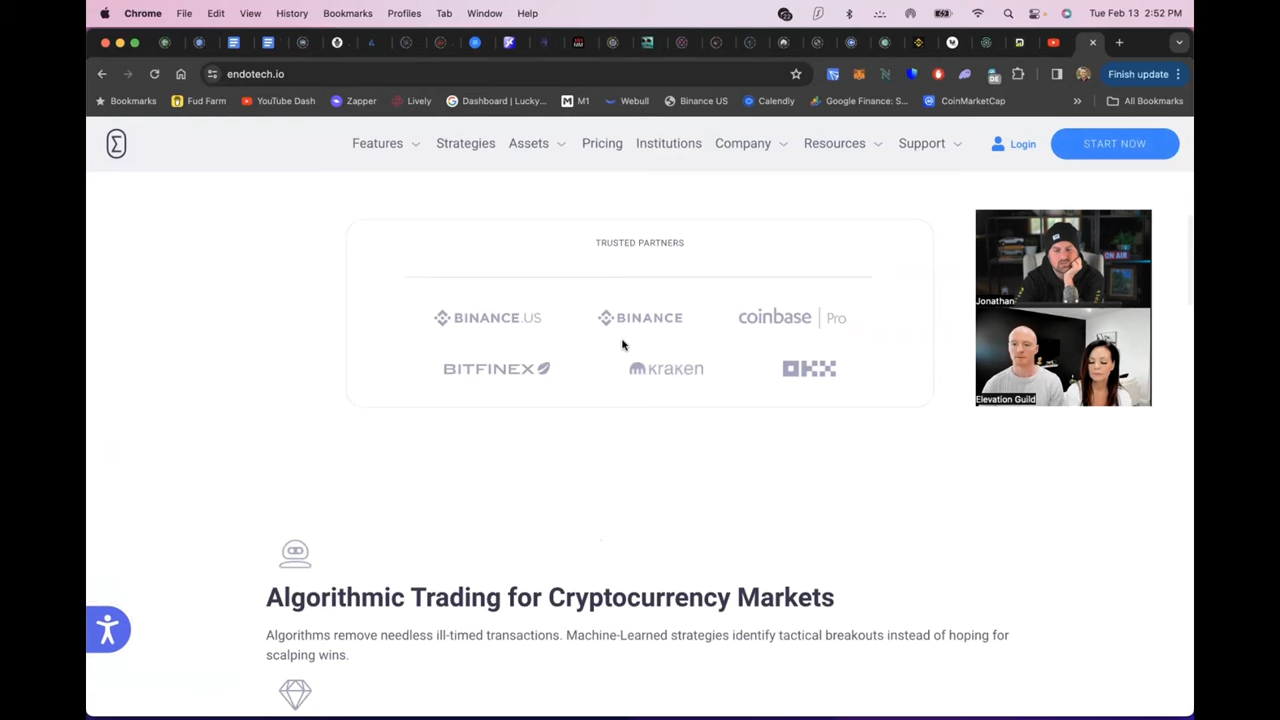 Chrome File Edit View History Bookmarks Profiles Tab Window Help
Tue Feb 13 2:52 PM
endotech.io
Finish update
Bookmarks Fud Farm YouTube Dash Zapper Lively Dashboard | Lucky... M1 Webull Binance US Calendly Google Finance: S... CoinMarketCap » All Bookmarks
Features Strategies Assets Pricing Institutions Company Resources Support Login START NOW
TRUSTED PARTNERS
BINANCE.US BINANCE coinbase | Pro
BITFINEX kraken OKX
ON AIR
Jonathan
Elevation Guild
Algorithmic Trading for Cryptocurrency Markets
Algorithms remove needless ill-timed transactions. Machine-Learned strategies identify tactical breakouts instead of hoping for
scalping wins.